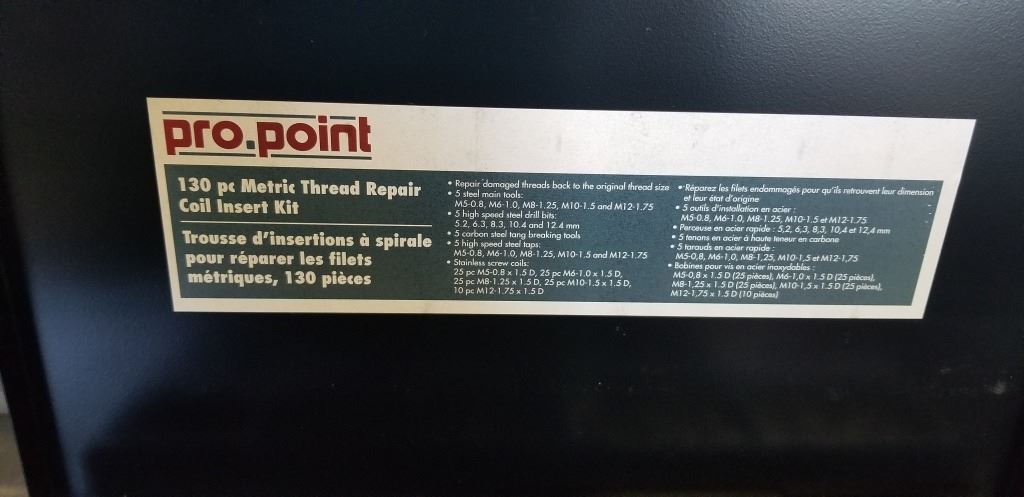 pro.point
130 pc Metric Thread Repair
Coil Insert Kit
Trousse d'insertions à spirale
pour réparer les filets
métriques, 130 pièces
• Repair damaged threads back to the original thread size
• 5 steel main tools:
M5-0.8, M6-1.0, M8-1.25, M10-1.5 and M12-1.75
• 5 high speed steel drill bits:
5.2, 6.3, 8.3, 10.4 and 12.4 mm
• 5 carbon steel tang breaking tools
• 5 high speed steel taps:
M5-0.8, M6-1.0, M8-1.25, M10-1.5 and M12-1.75
• Stainless screw coils:
25 pc M5-0.8 x 1.5 D, 25 pc M6-1.0 x 1.5 D,
25 pc M8-1.25 x 1.5 D, 25 pc M10-1.5 x 1.5 D,
10 pc M12-1.75 x 1.5 D
• Réparez les filets endommagés pour qu'ils retrouvent leur dimension
et leur état d'origine
• 5 outils d'installation en acier :
M5-0.8, M6-1.0, M8-1.25, M10-1,5 et M12-1.75
• Perceuse en acier rapide : 5,2, 6,3, 8,3, 10,4 et 12,4 mm
• 5 tenons en acier à haute teneur en carbone
• 5 tarauds en acier rapide :
M5-0,8, M6-1,0, M8-1,25, M10-1,5 et M12-1,75
• Bobines pour vis en acier inoxydables :
M5-0,8 x 1.5 D (25 pièces), M6-1,0 x 1.5 D (25 pièces),
M8-1,25 x 1.5 D (25 pièces), M10-1,5 x 1.5 D (25 pièces),
M12-1,75 x 1.5 D (10 pièces)